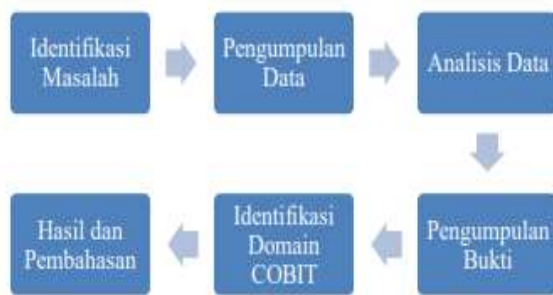 Identifikasi
Masalah
Pengumpulan
Data
Analisis Data
Pengumpulan
Bukti
Identifikasi
Domain
COBIT
Hasil dan
Pembahasan